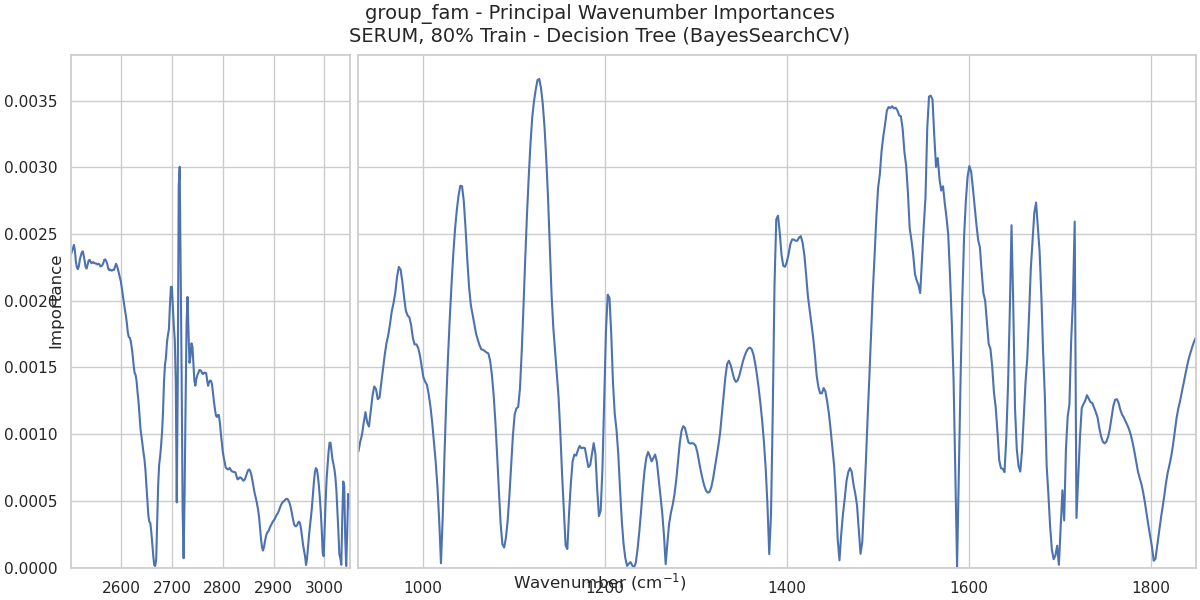 group_fam - Principal Wavenumber Importances
SERUM, 80% Train - Decision Tree (BayesSearchCV)
0.0035
0.0030
0.0025
0.0020
0.0015
0.0010
0.0005
0.0000
Importance
2600 2700 2800 2900 3000 1000 1200 1400 1600 1800
Wavenumber (cm⁻¹)